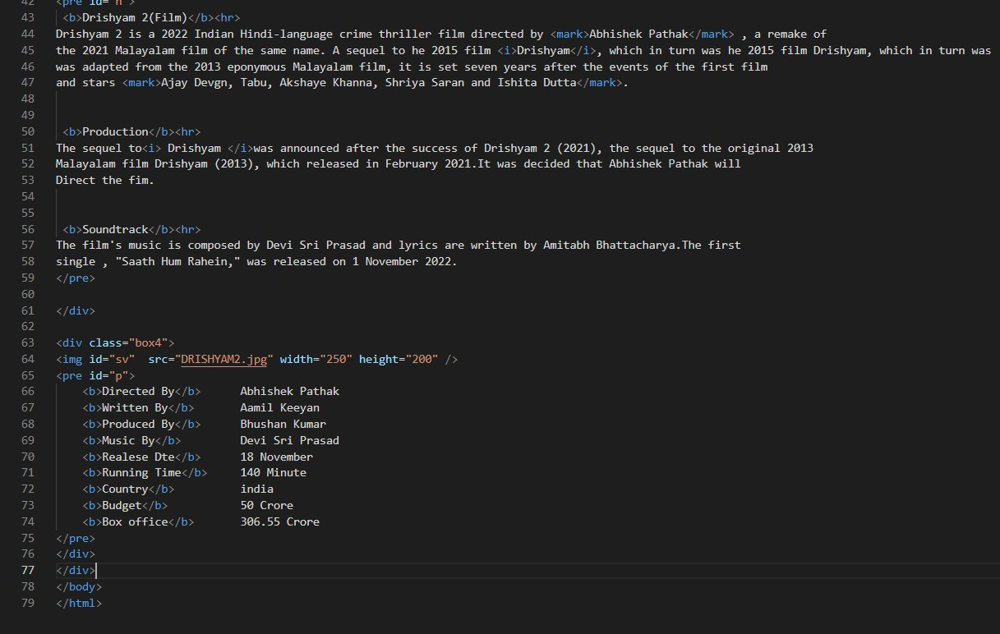 42 <pre id="n">
43 <b>Drishyam 2(Film)</b><hr>
44 Drishyam 2 is a 2022 Indian Hindi-language crime thriller film directed by <mark>Abhishek Pathak</mark> , a remake of
45 the 2021 Malayalam film of the same name. A sequel to he 2015 film <i>Drishyam</i>, which in turn was he 2015 film Drishyam, which in turn was
46 was adapted from the 2013 eponymous Malayalam film, it is set seven years after the events of the first film
47 and stars <mark>Ajay Devgn, Tabu, Akshaye Khanna, Shriya Saran and Ishita Dutta</mark>.
48
49
50 <b>Production</b><hr>
51 The sequel to<i> Drishyam </i>was announced after the success of Drishyam 2 (2021), the sequel to the original 2013
52 Malayalam film Drishyam (2013), which released in February 2021.It was decided that Abhishek Pathak will
53 Direct the fim.
54
55
56 <b>Soundtrack</b><hr>
57 The film's music is composed by Devi Sri Prasad and lyrics are written by Amitabh Bhattacharya.The first
58 single , "Saath Hum Rahein," was released on 1 November 2022.
59 </pre>
60
61 </div>
62
63 <div class="box4">
64 <img id="sv"  src="DRISHYAM2.jpg" width="250" height="200" />
65 <pre id="p">
66 <b>Directed By</b>      Abhishek Pathak
67 <b>Written By</b>       Aamil Keeyan
68 <b>Produced By</b>      Bhushan Kumar
69 <b>Music By</b>         Devi Sri Prasad
70 <b>Realese Dte</b>      18 November
71 <b>Running Time</b>     140 Minute
72 <b>Country</b>          india
73 <b>Budget</b>           50 Crore
74 <b>Box office</b>       306.55 Crore
75 </pre>
76 </div>
77 </div>
78 </body>
79 </html>